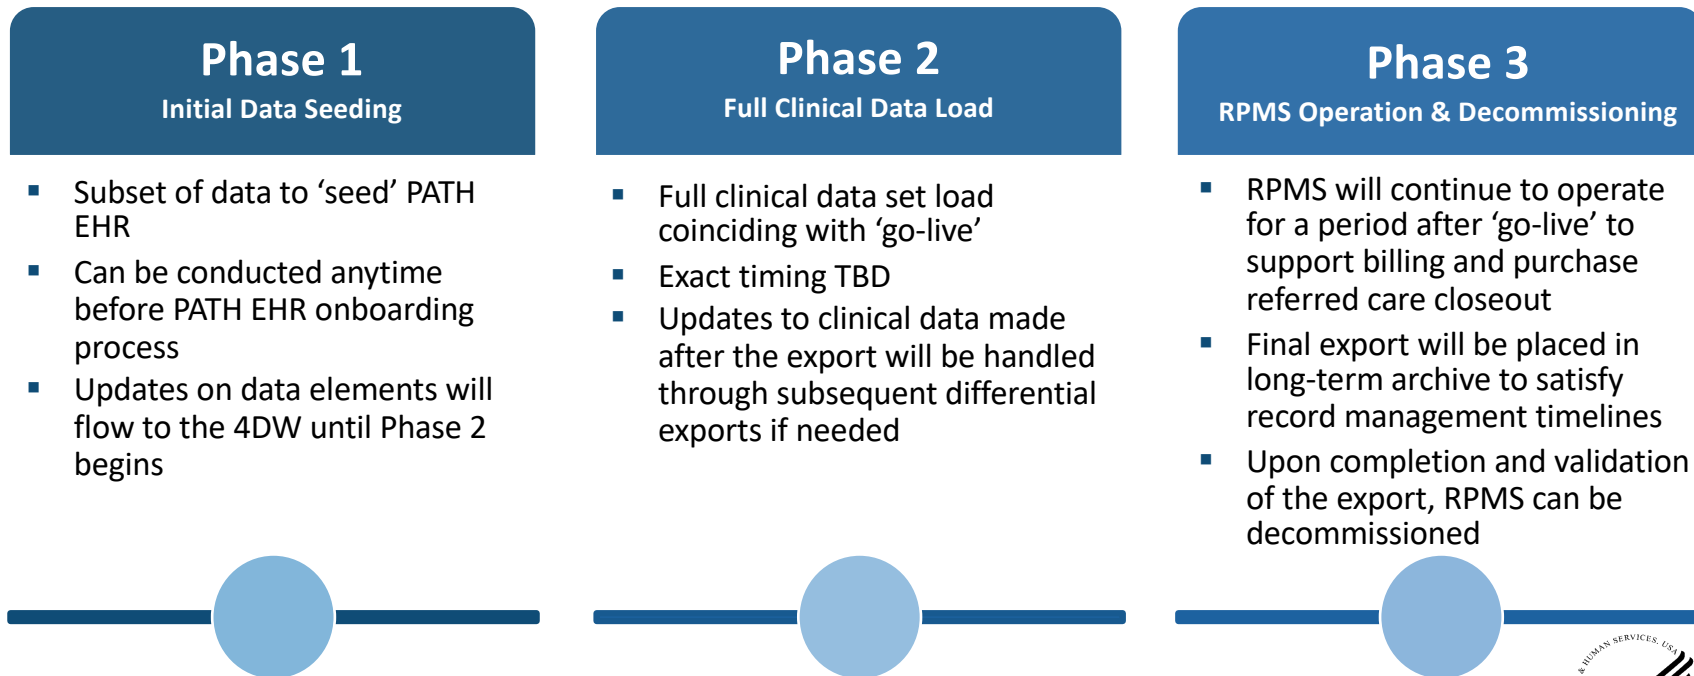 Phase 1
Initial Data Seeding
▪ Subset of data to ‘seed’ PATH
EHR
▪ Can be conducted anytime
before PATH EHR onboarding
process
▪ Updates on data elements will
flow to the 4DW until Phase 2
begins
Phase 2
Full Clinical Data Load
▪ Full clinical data set load
coinciding with ‘go-live’
▪ Exact timing TBD
▪ Updates to clinical data made
after the export will be handled
through subsequent differential
exports if needed
Phase 3
RPMS Operation & Decommissioning
▪ RPMS will continue to operate
for a period after ‘go-live’ to
support billing and purchase
referred care closeout
▪ Final export will be placed in
long-term archive to satisfy
record management timelines
▪ Upon completion and validation
of the export, RPMS can be
decommissioned
& HUMAN SERVICES. USA